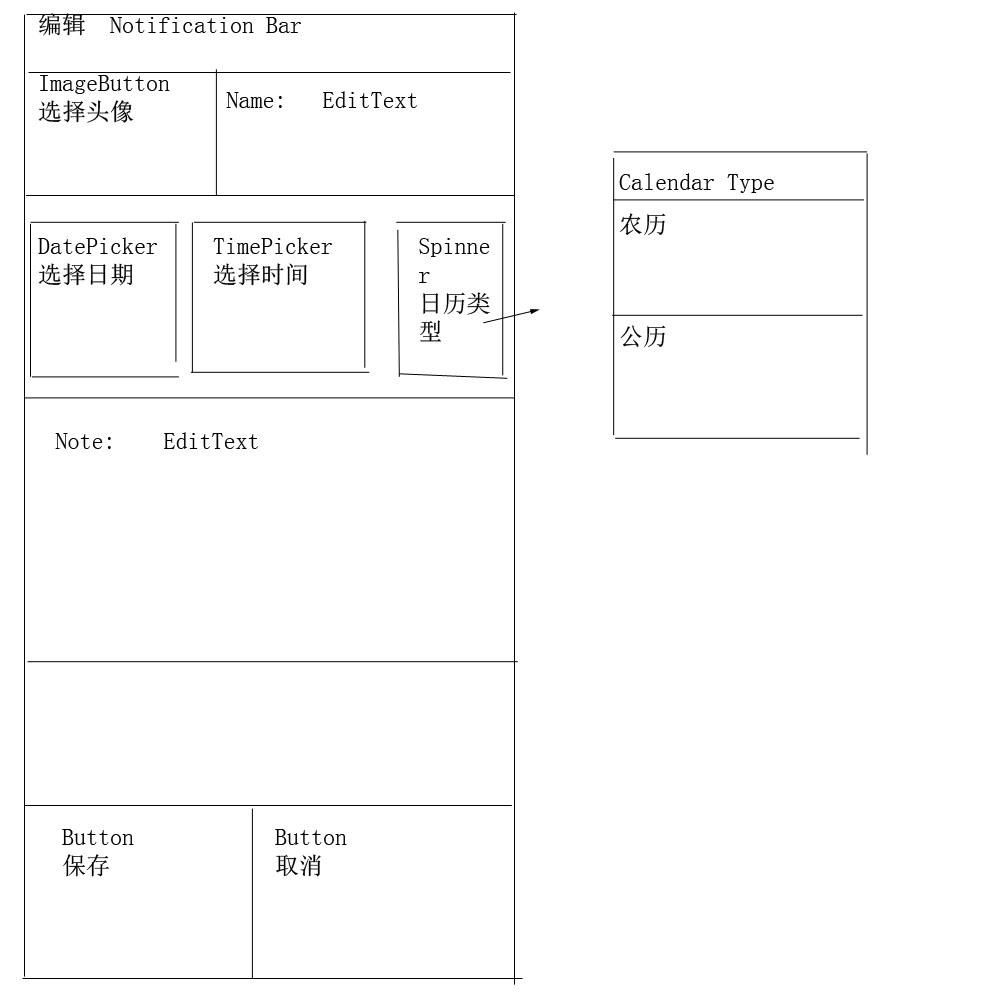 编辑 Notification Bar
ImageButton
选择头像
Name: EditText
DatePicker
选择日期
TimePicker
选择时间
Spinne
r
日历类
型
Note: EditText
Button
保存
Button
取消
Calendar Type
农历
公历